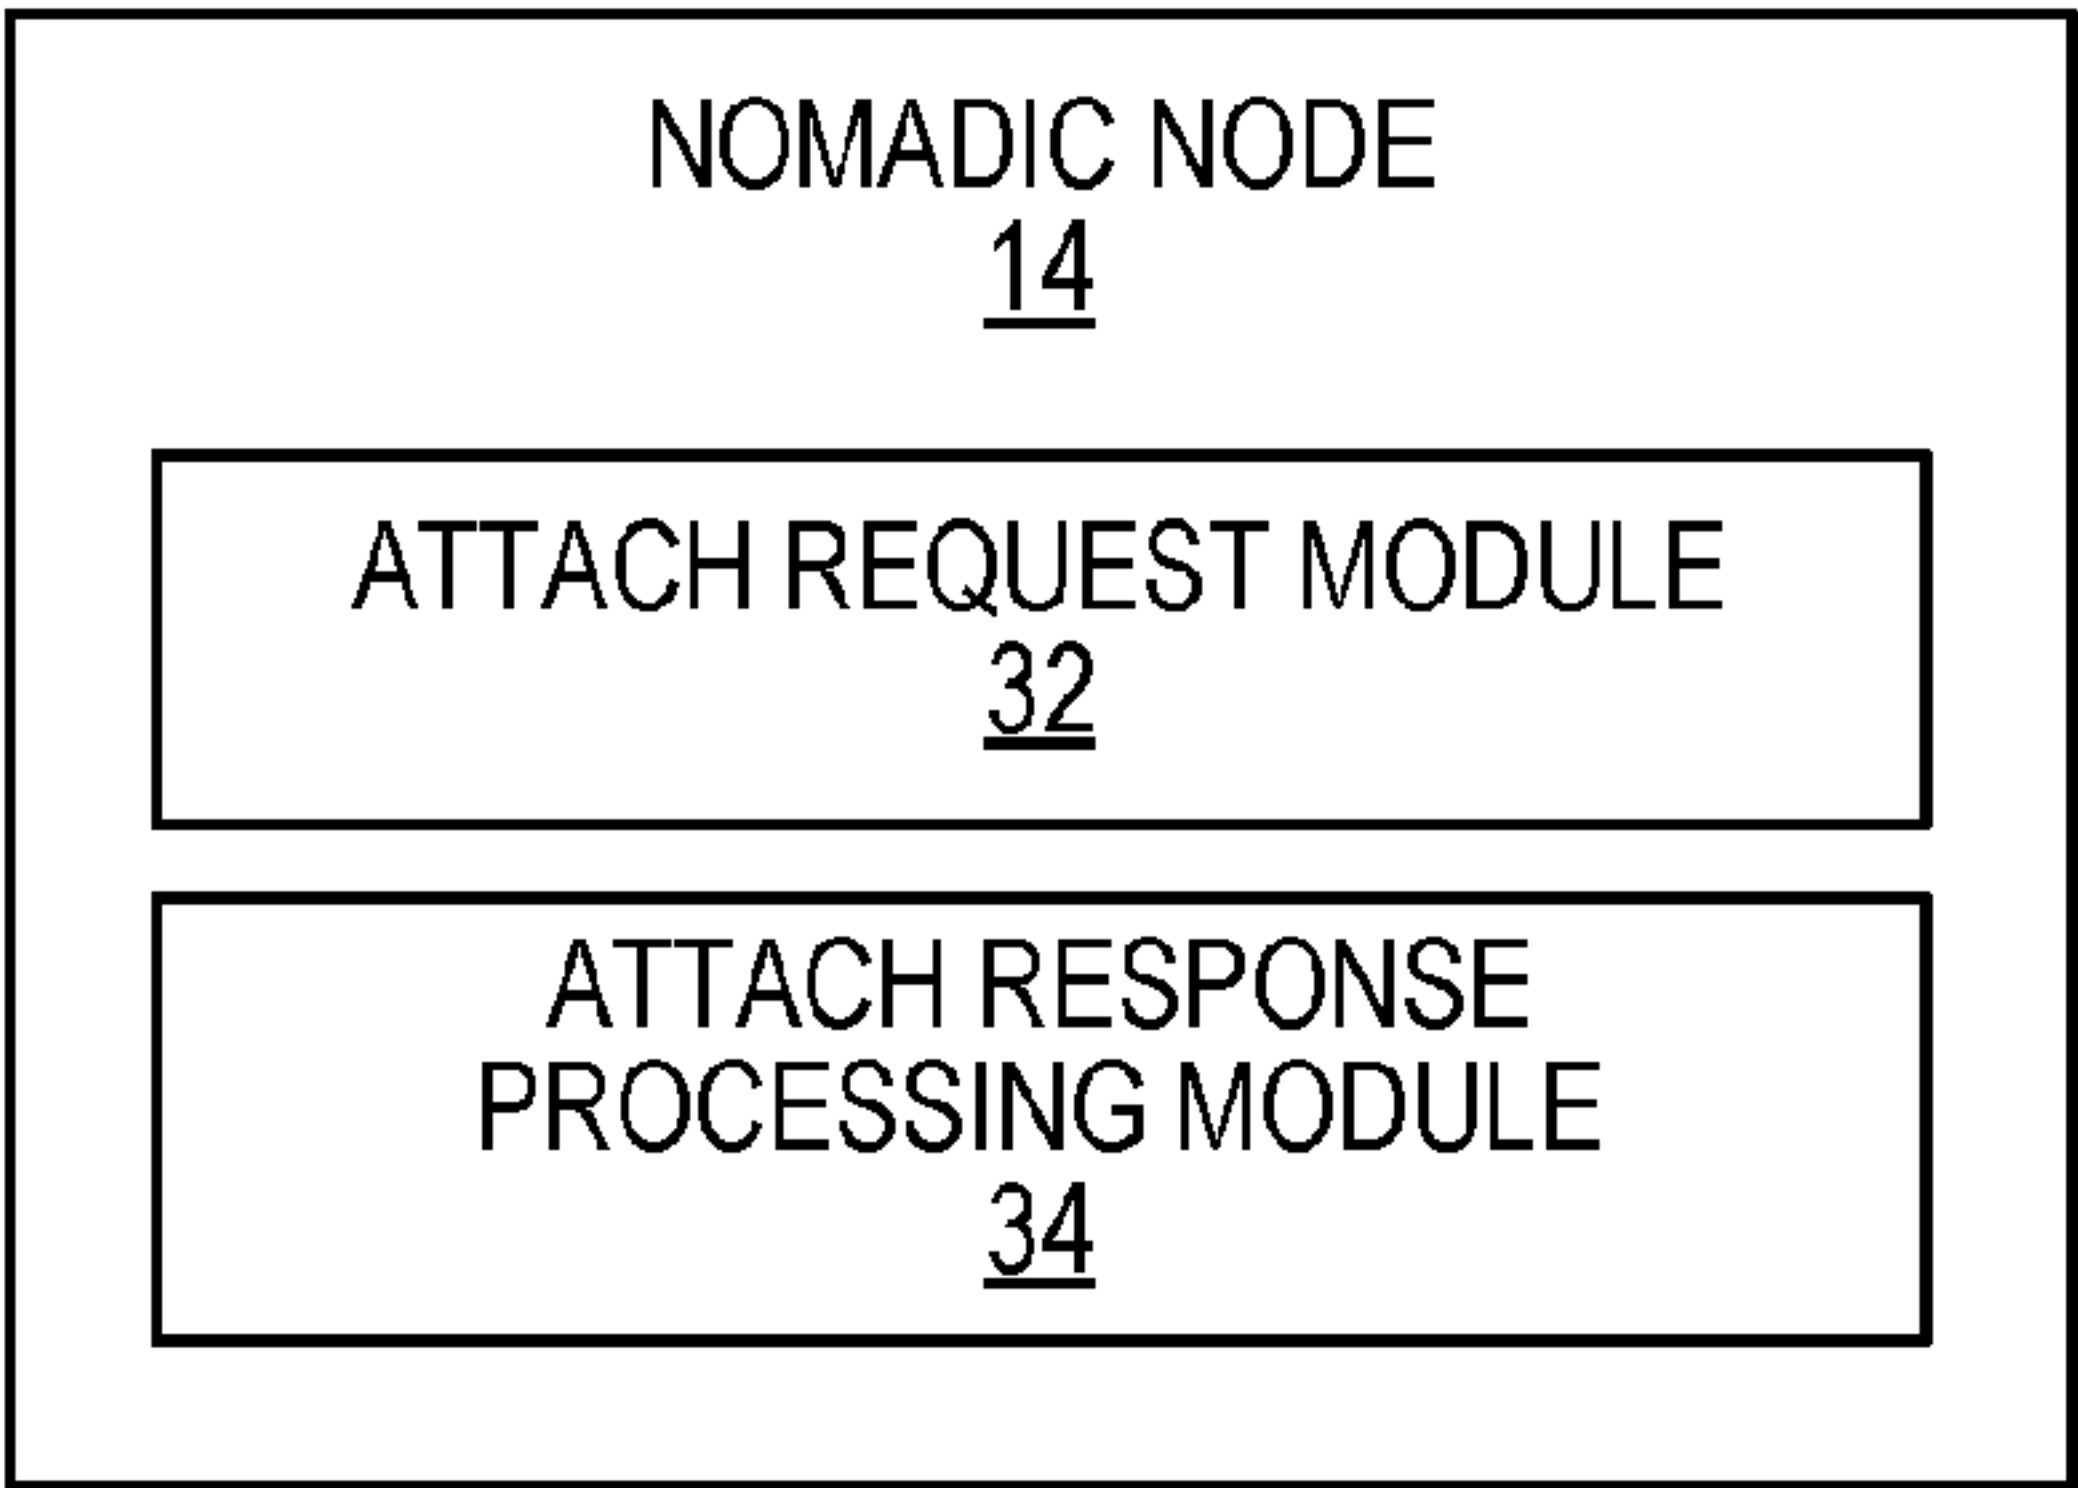 NOMADIC NODE
14
ATTACH REQUEST MODULE
32
ATTACH RESPONSE
PROCESSING MODULE
34